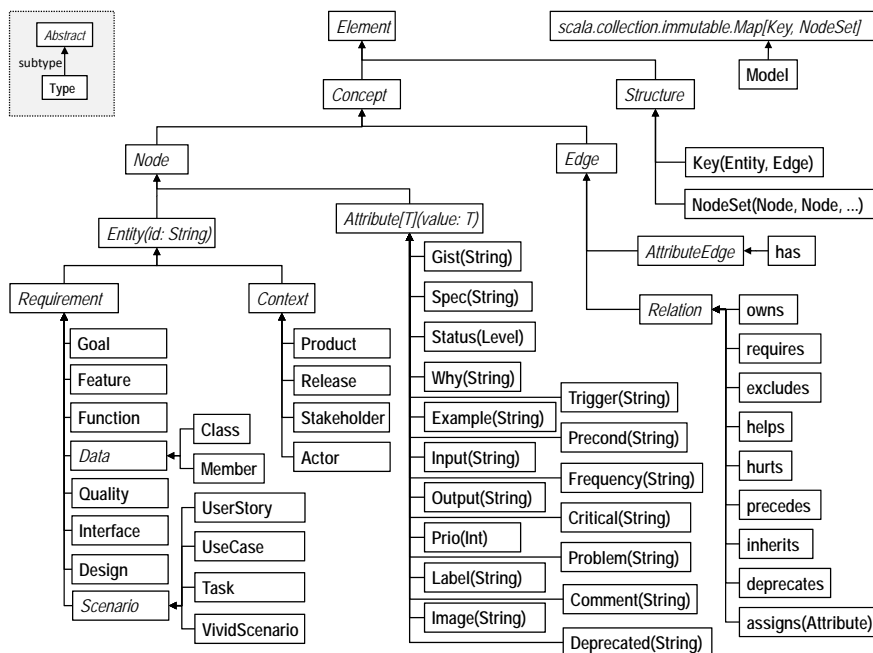 Abstract
subtype
Type
Element
scala.collection.immutable.Map[Key, NodeSet]
Model
Concept
Structure
Node
Edge
Key(Entity, Edge)
NodeSet(Node, Node, ...)
Entity(id: String)
Attribute[T](value: T)
AttributeEdge
has
Requirement
Context
Relation
Goal
Feature
Function
Data
Class
Member
Quality
Interface
Design
Scenario
UserStory
UseCase
Task
VividScenario
Product
Release
Stakeholder
Actor
Gist(String)
Spec(String)
Status(Level)
Why(String)
Example(String)
Input(String)
Output(String)
Prio(Int)
Label(String)
Image(String)
Trigger(String)
Precond(String)
Frequency(String)
Critical(String)
Problem(String)
Comment(String)
Deprecated(String)
owns
requires
excludes
helps
hurts
precedes
inherits
deprecates
assigns(Attribute)